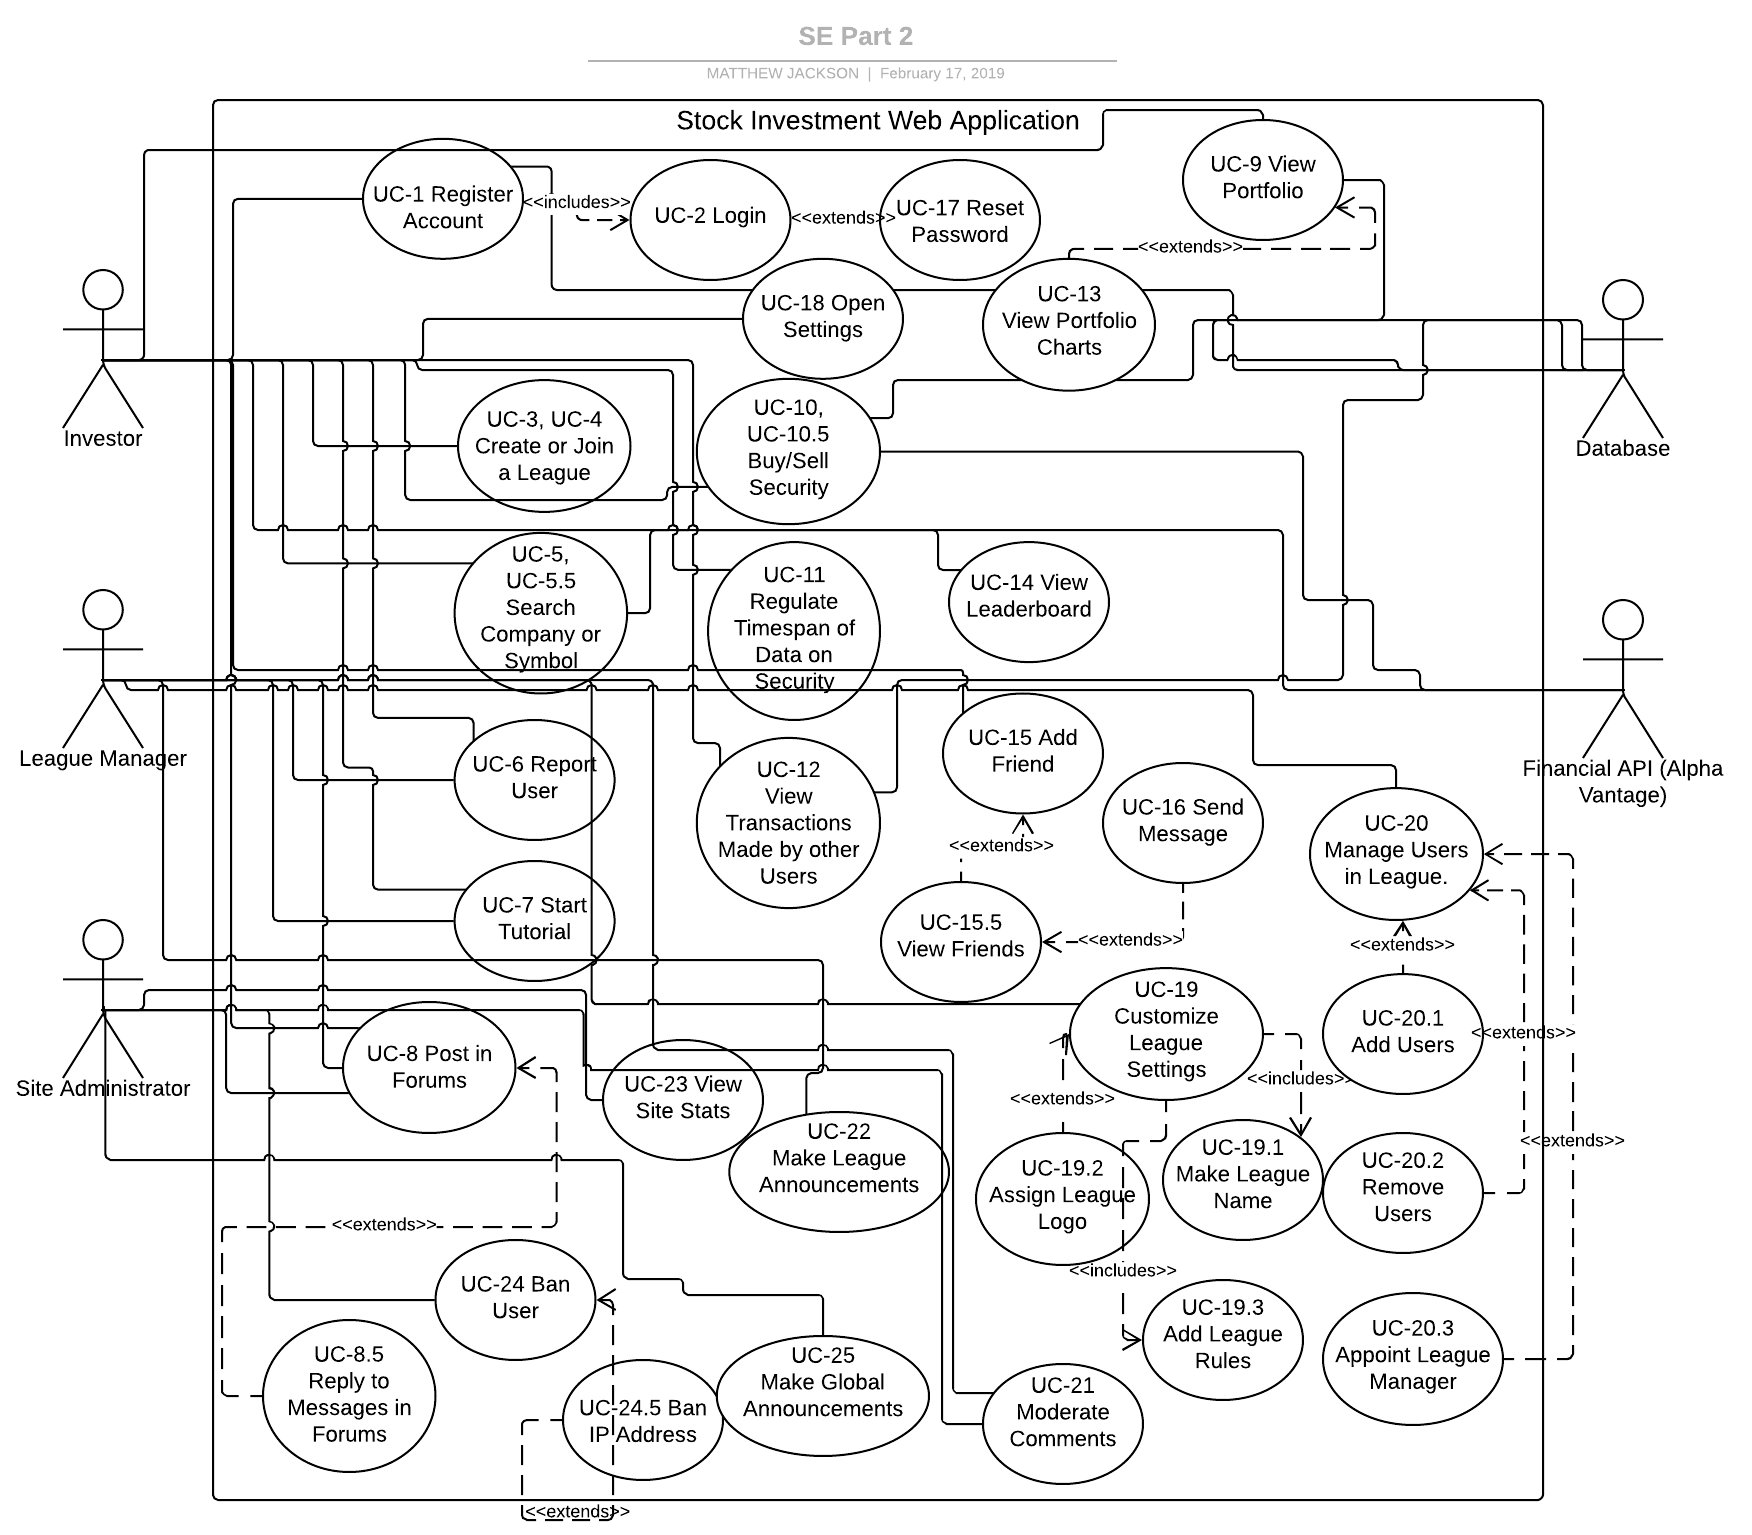 SE Part 2
MATTHEW JACKSON | February 17, 2019
Stock Investment Web Application
UC-1 Register
Account
<<includes>>
UC-2 Login
<<extends>>
UC-17 Reset
Password
UC-9 View
Portfolio
<<extends>>
UC-18 Open
Settings
UC-13
View Portfolio
Charts
Investor
Database
UC-3, UC-4
Create or Join
a League
UC-10,
UC-10.5
Buy/Sell
Security
UC-5,
UC-5.5
Search
Company or
Symbol
UC-11
Regulate
Timespan of
Data on
Security
UC-14 View
Leaderboard
League Manager
Financial API (Alpha
Vantage)
UC-6 Report
User
UC-12
View
Transactions
Made by other
Users
UC-15 Add
Friend
UC-16 Send
Message
UC-20
Manage Users
in League.
<<extends>>
UC-7 Start
Tutorial
UC-15.5
View Friends
<<extends>>
<<extends>>
Site Administrator
UC-8 Post in
Forums
UC-23 View
Site Stats
UC-19
Customize
League
Settings
UC-20.1
Add Users
<<extends>>
<<includes>>
<<extends>>
UC-22
Make League
Announcements
UC-19.2
Assign League
Logo
UC-19.1
Make League
Name
UC-20.2
Remove
Users
<<extends>>
<<extends>>
<<includes>>
UC-24 Ban
User
UC-19.3
Add League
Rules
UC-20.3
Appoint League
Manager
UC-8.5
Reply to
Messages in
Forums
UC-24.5 Ban
IP Address
UC-25
Make Global
Announcements
UC-21
Moderate
Comments
<<extends>>